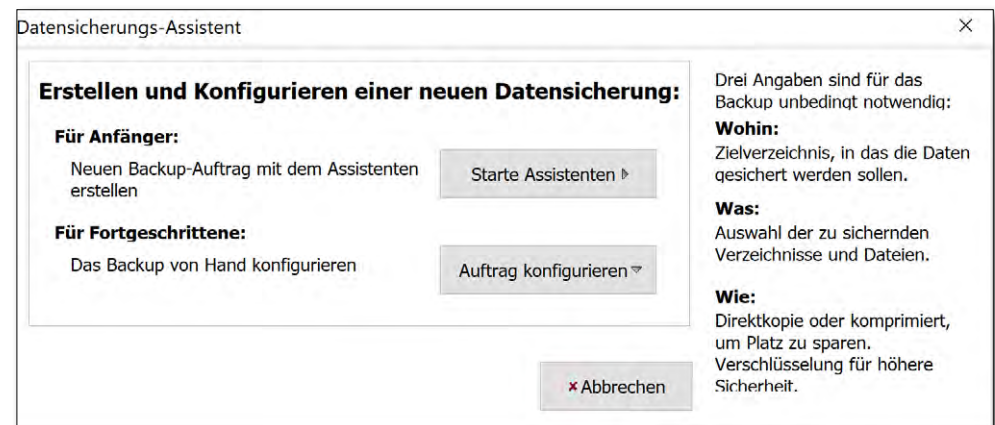 Datensicherungs-Assistent
Erstellen und Konfigurieren einer neuen Datensicherung:
Für Anfänger:
Neuen Backup-Auftrag mit dem Assistenten
erstellen
Starte Assistenten
Für Fortgeschrittene:
Das Backup von Hand konfigurieren
Auftrag konfigurieren
Abbrechen
Drei Angaben sind für das
Backup unbedingt notwendig:
Wohin:
Zielverzeichnis, in das die Daten
gesichert werden sollen.
Was:
Auswahl der zu sichernden
Verzeichnisse und Dateien.
Wie:
Direktkopie oder komprimiert,
um Platz zu sparen.
Verschlüsselung für höhere
Sicherheit.